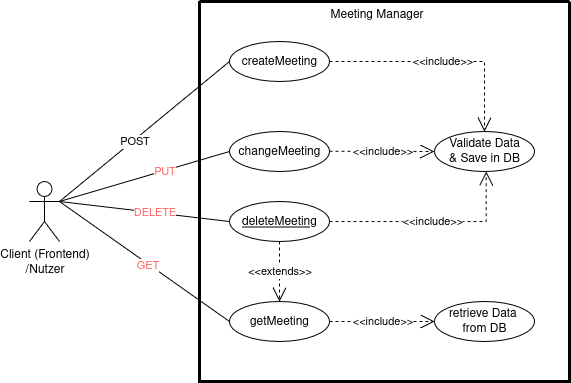 Meeting Manager
createMeeting
<<include>>
POST
changeMeeting
<<include>>
Validate Data
& Save in DB
PUT
DELETE
deleteMeeting
<<include>>
Client (Frontend)
/Nutzer
GET
<<extends>>
getMeeting
<<include>>
retrieve Data
from DB